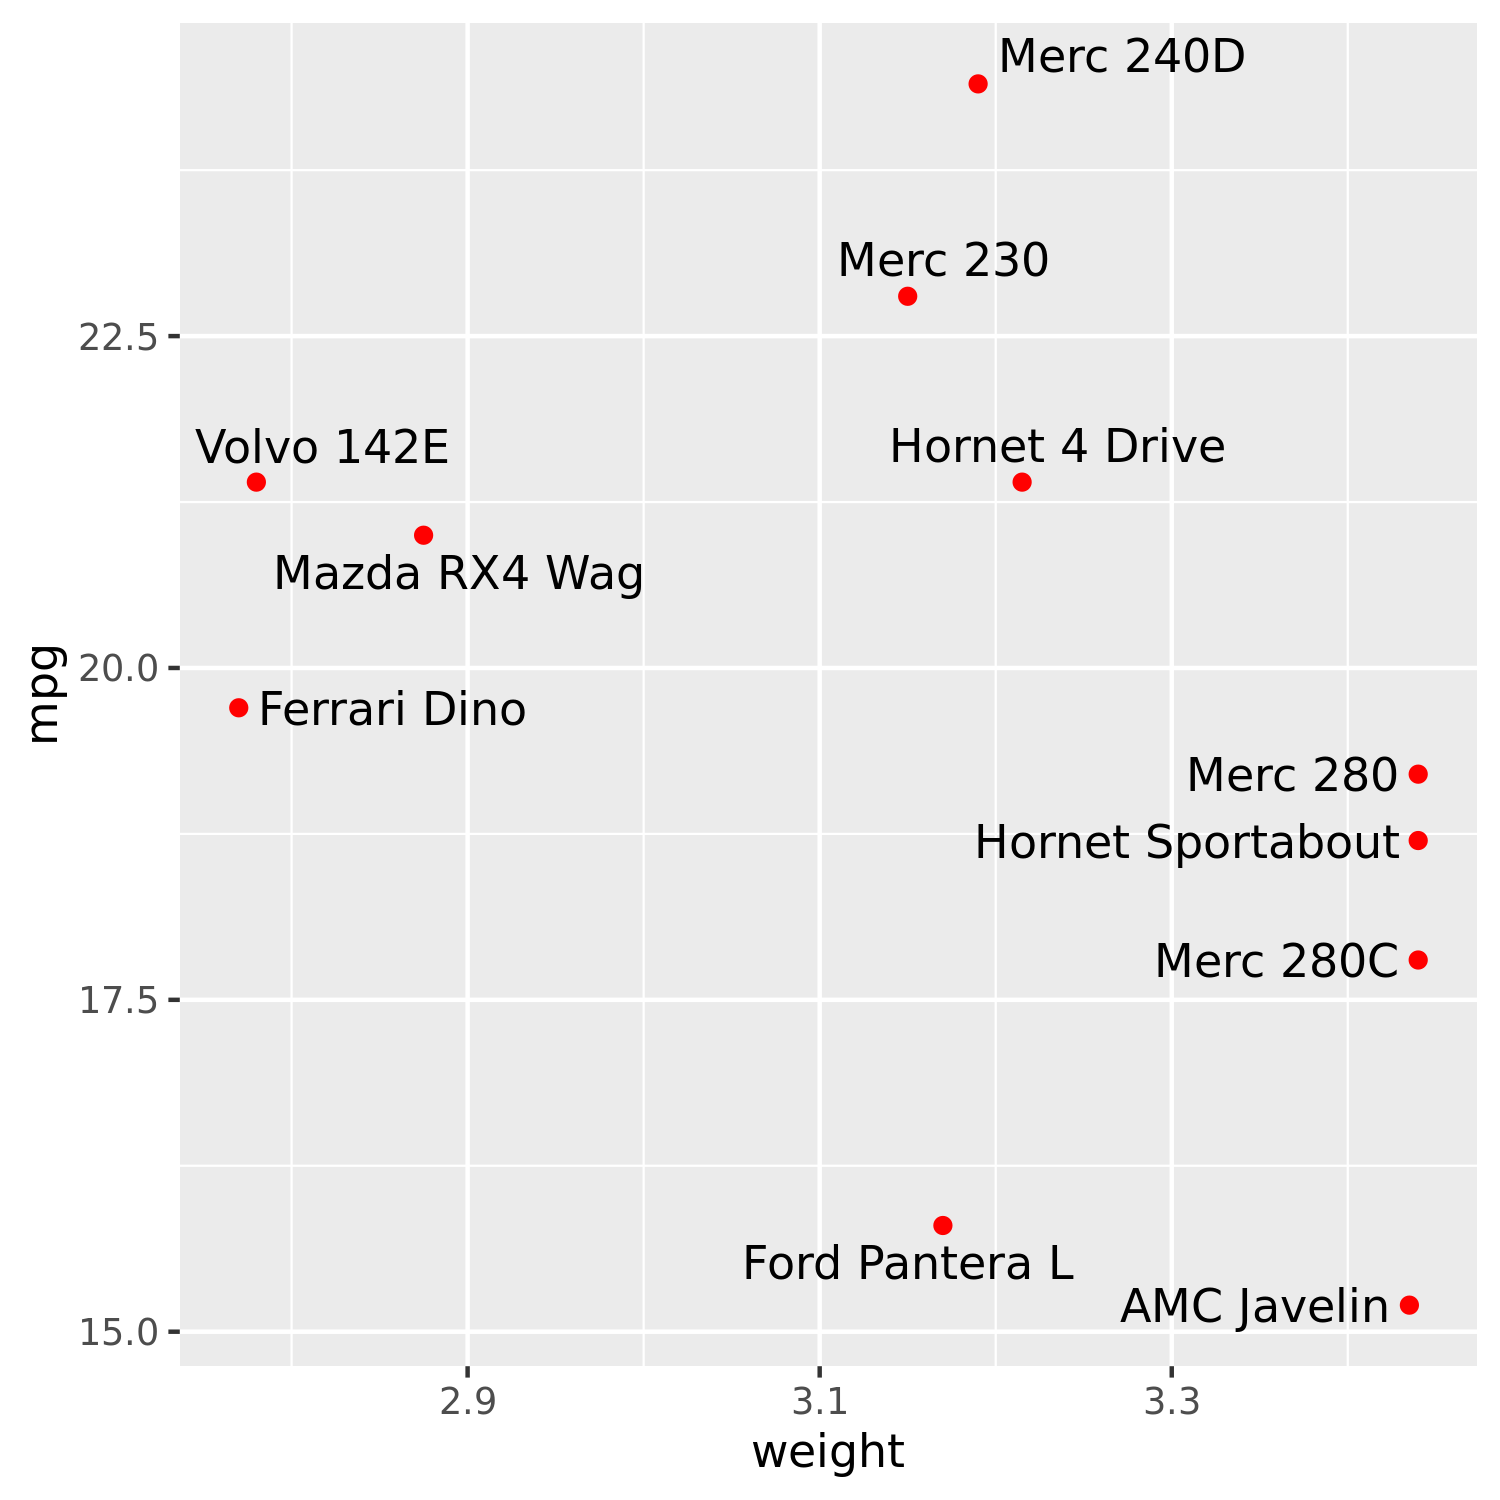 Merc 240D
Merc 230
22.5
Volvo 142E
Hornet 4 Drive
Mazda RX4 Wag
mpg
20.0
Ferrari Dino
Merc 280
Hornet Sportabout
Merc 280C
17.5
Ford Pantera L
AMC Javelin
15.0
2.9 3.1 3.3
weight